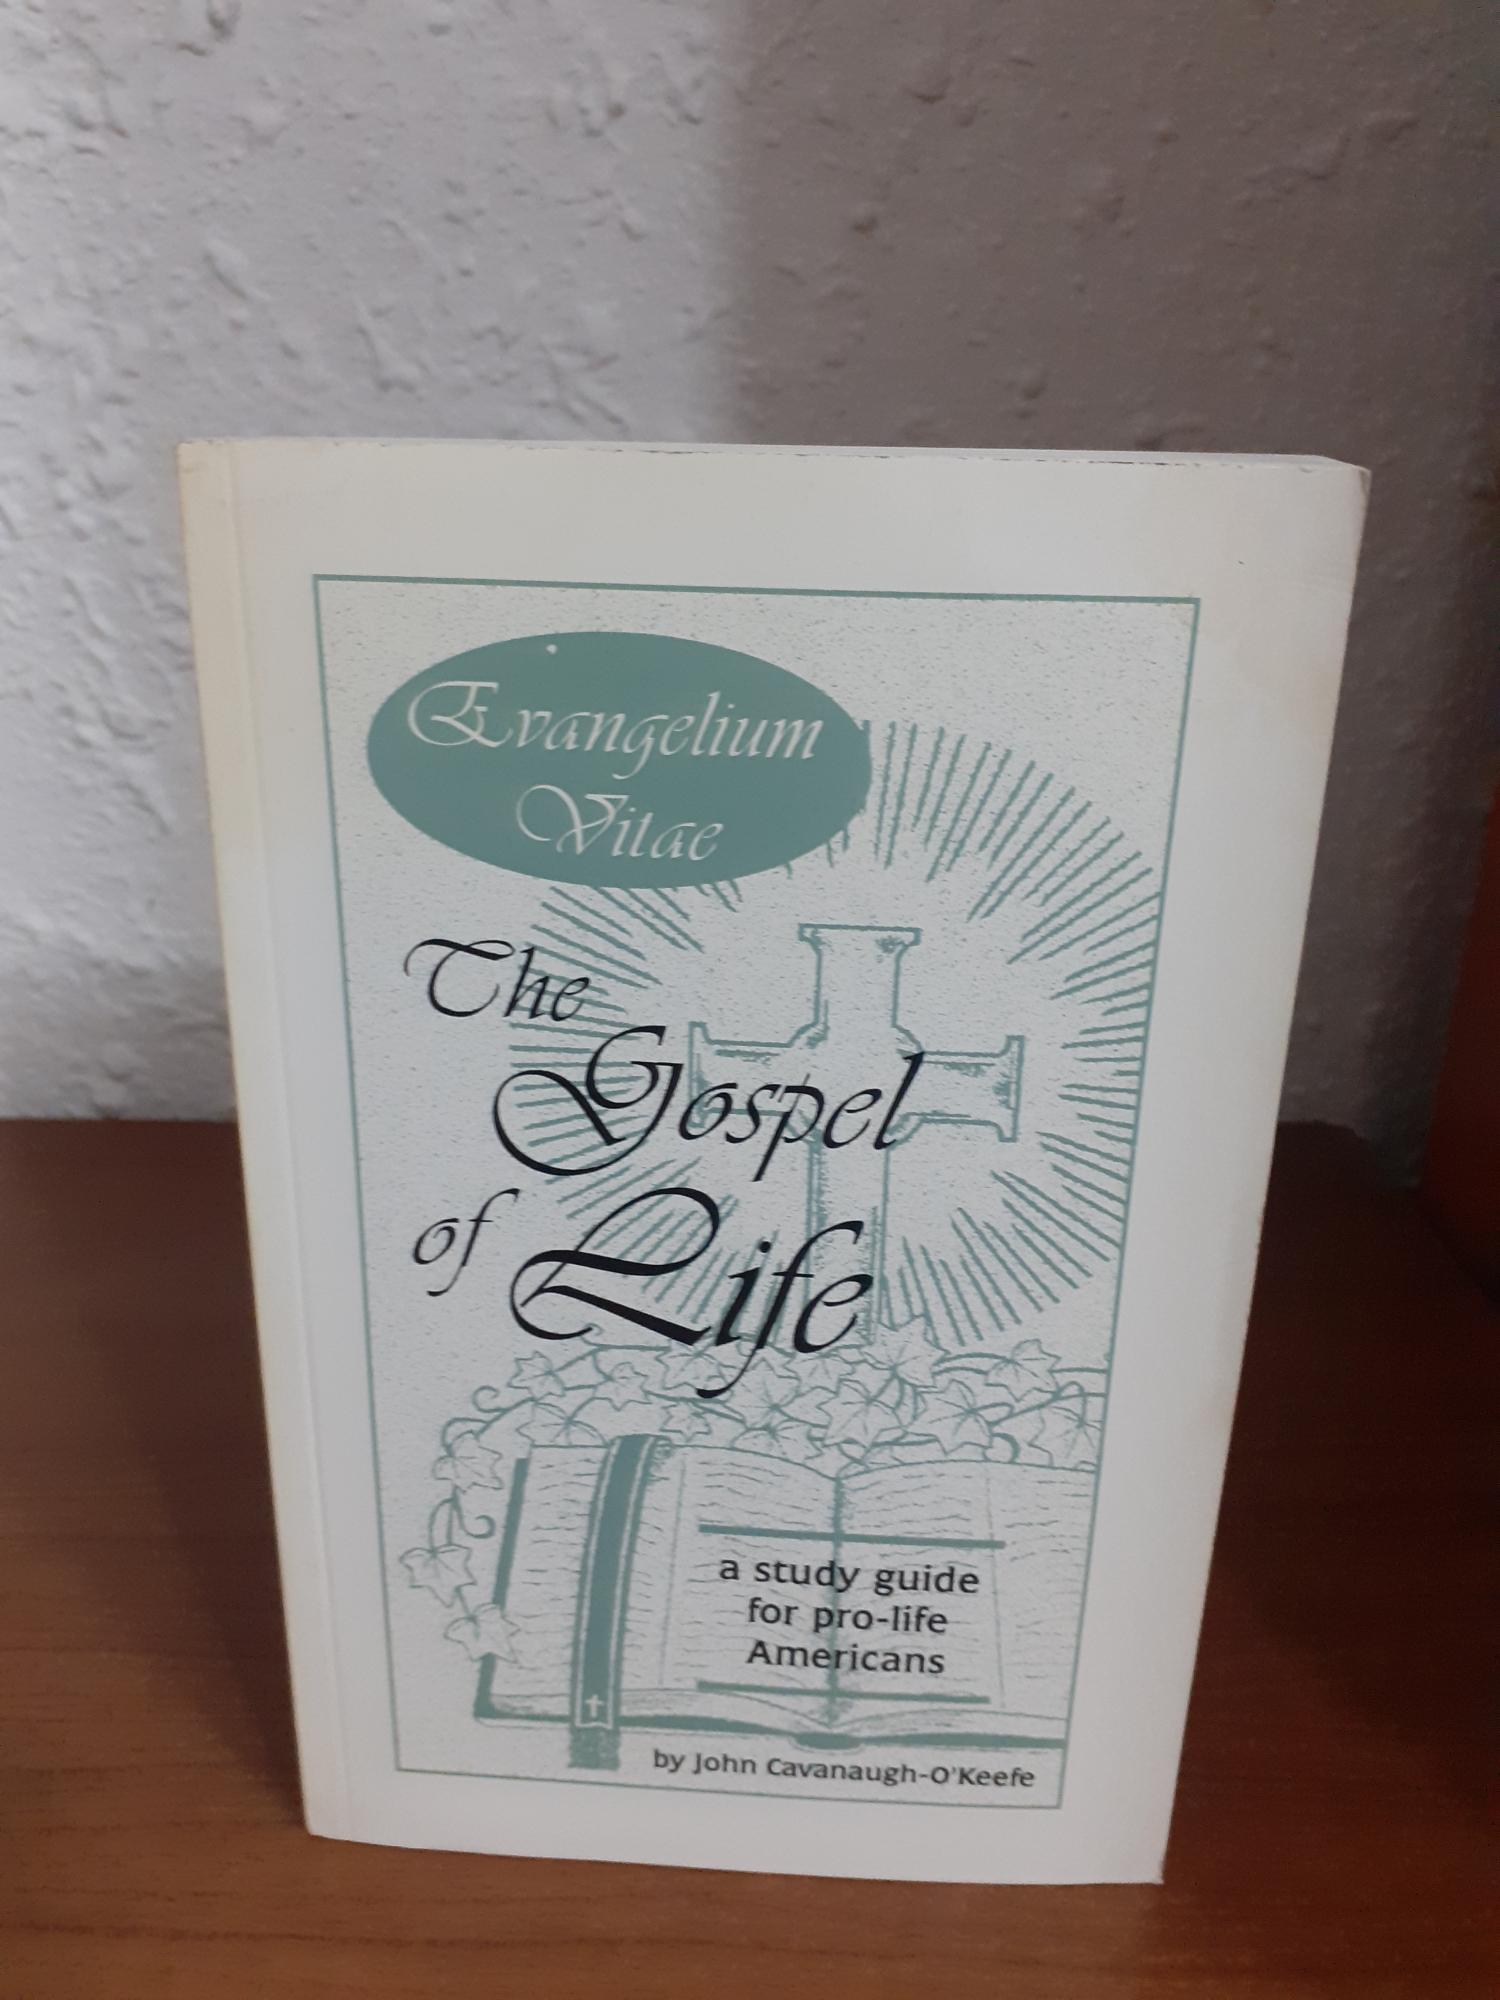 Evangelium
Vitae
The
Gospel
of Life
a study guide
for pro-life
Americans
by John Cavanaugh-O'Keefe